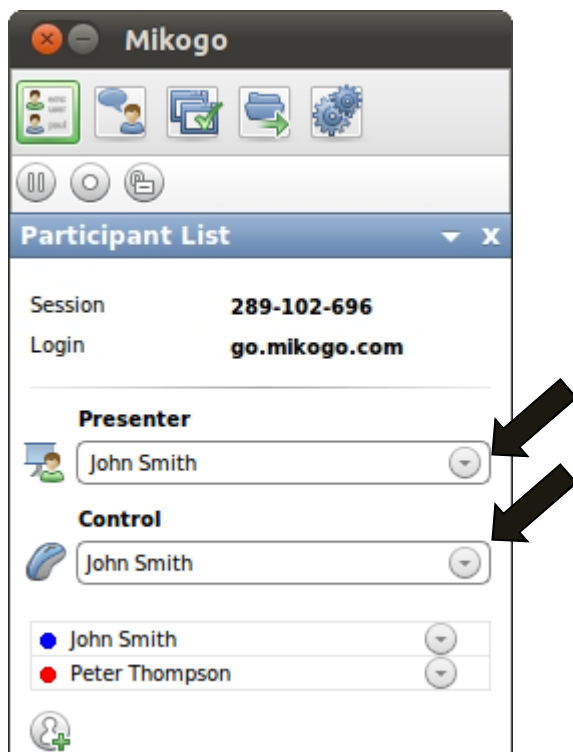 Mikogo
Participant List
Session 289-102-696
Login go.mikogo.com
Presenter
John Smith
Control
John Smith
John Smith
Peter Thompson